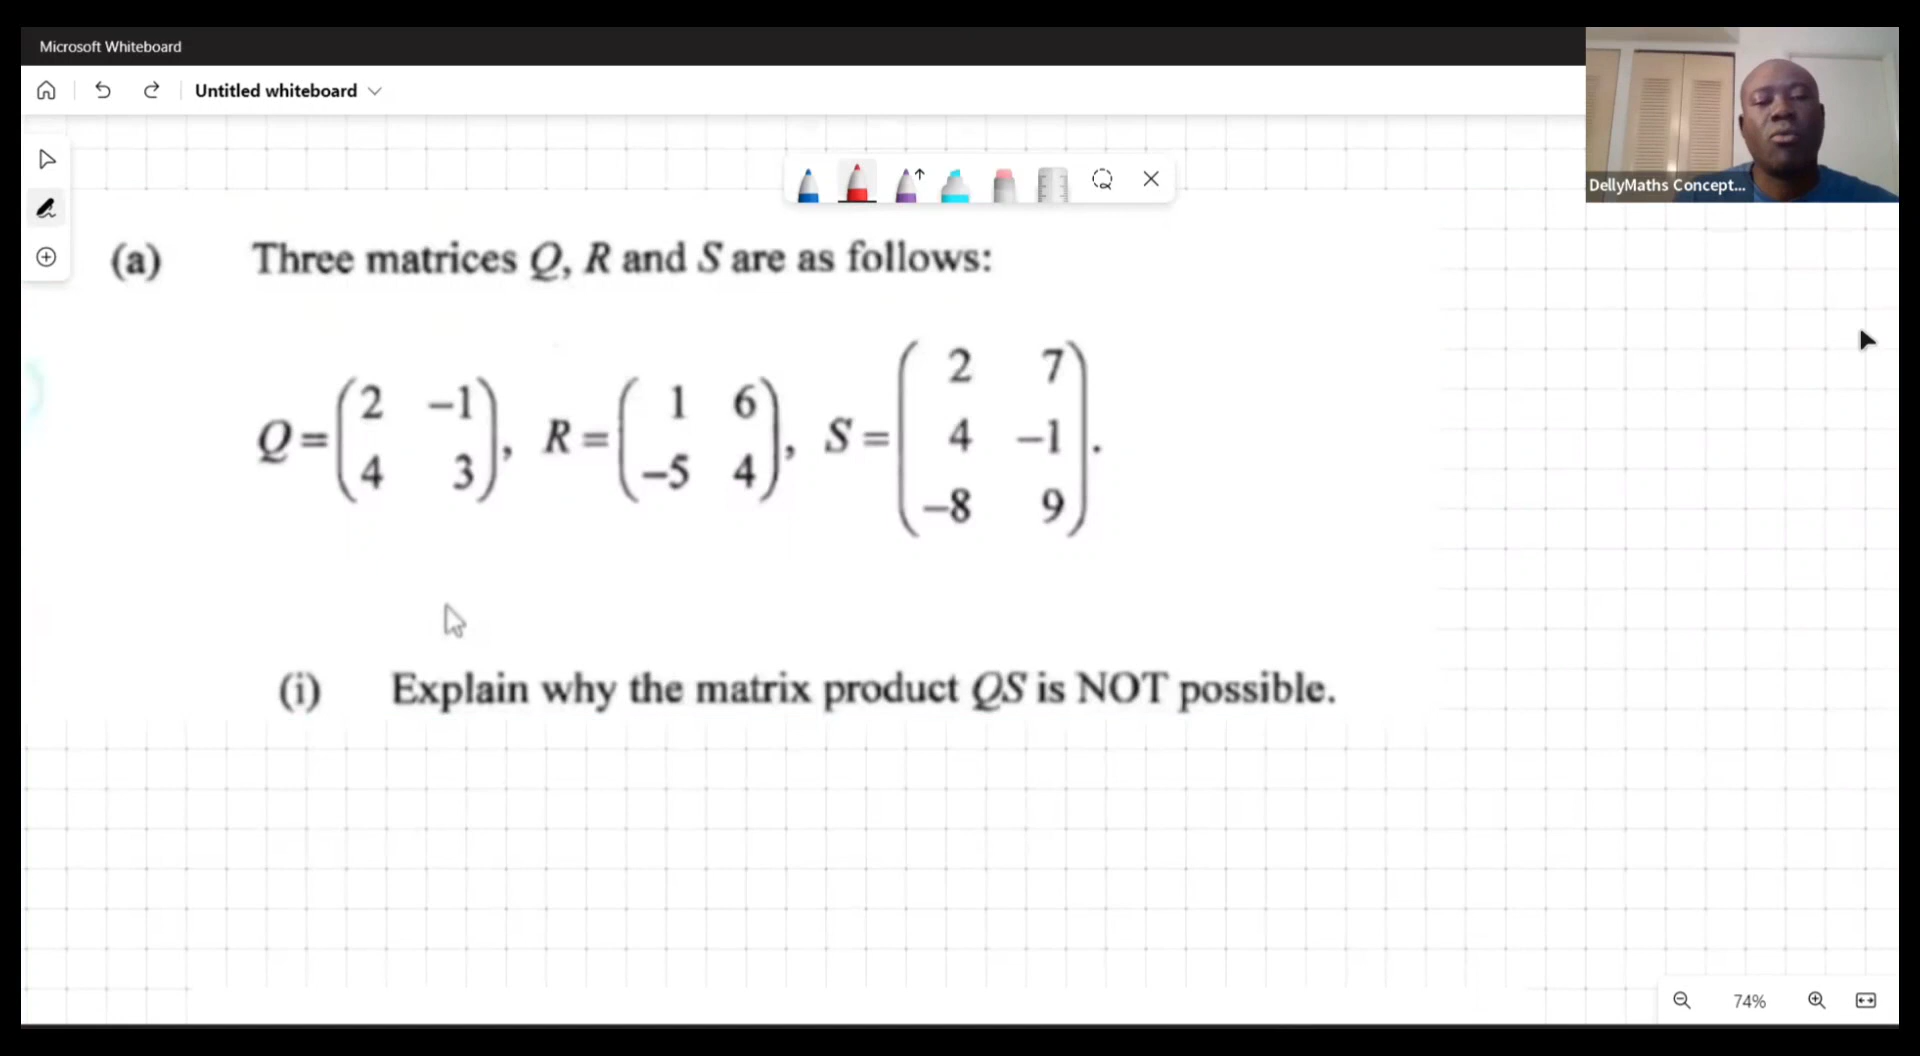 Microsoft Whiteboard
Untitled whiteboard
DellyMaths Concept...
(a) Three matrices Q, R and S are as follows:
Q = (2 −1
4 3), R = (1 6
−5 4), S = (2 7
4 −1
−8 9).
(i) Explain why the matrix product QS is NOT possible.
74%